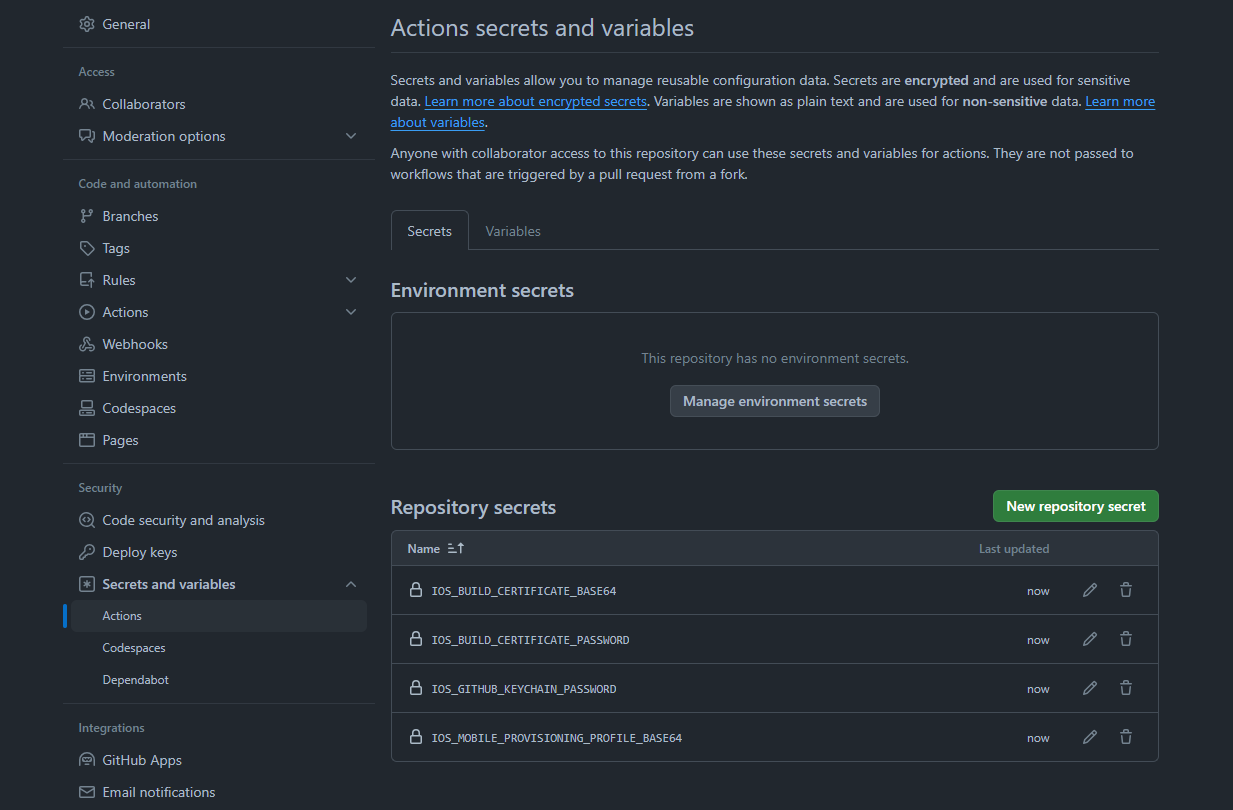 General
Access
Collaborators
Moderation options
Code and automation
Branches
Tags
Rules
Actions
Webhooks
Environments
Codespaces
Pages
Security
Code security and analysis
Deploy keys
Secrets and variables
Actions
Codespaces
Dependabot
Integrations
GitHub Apps
Email notifications
Actions secrets and variables
Secrets and variables allow you to manage reusable configuration data. Secrets are encrypted and are used for sensitive
data. Learn more about encrypted secrets. Variables are shown as plain text and are used for non-sensitive data. Learn more
about variables.
Anyone with collaborator access to this repository can use these secrets and variables for actions. They are not passed to
workflows that are triggered by a pull request from a fork.
Secrets Variables
Environment secrets
This repository has no environment secrets.
Manage environment secrets
Repository secrets New repository secret
Name Last updated
IOS_BUILD_CERTIFICATE_BASE64 now
IOS_BUILD_CERTIFICATE_PASSWORD now
IOS_GITHUB_KEYCHAIN_PASSWORD now
IOS_MOBILE_PROVISIONING_PROFILE_BASE64 now